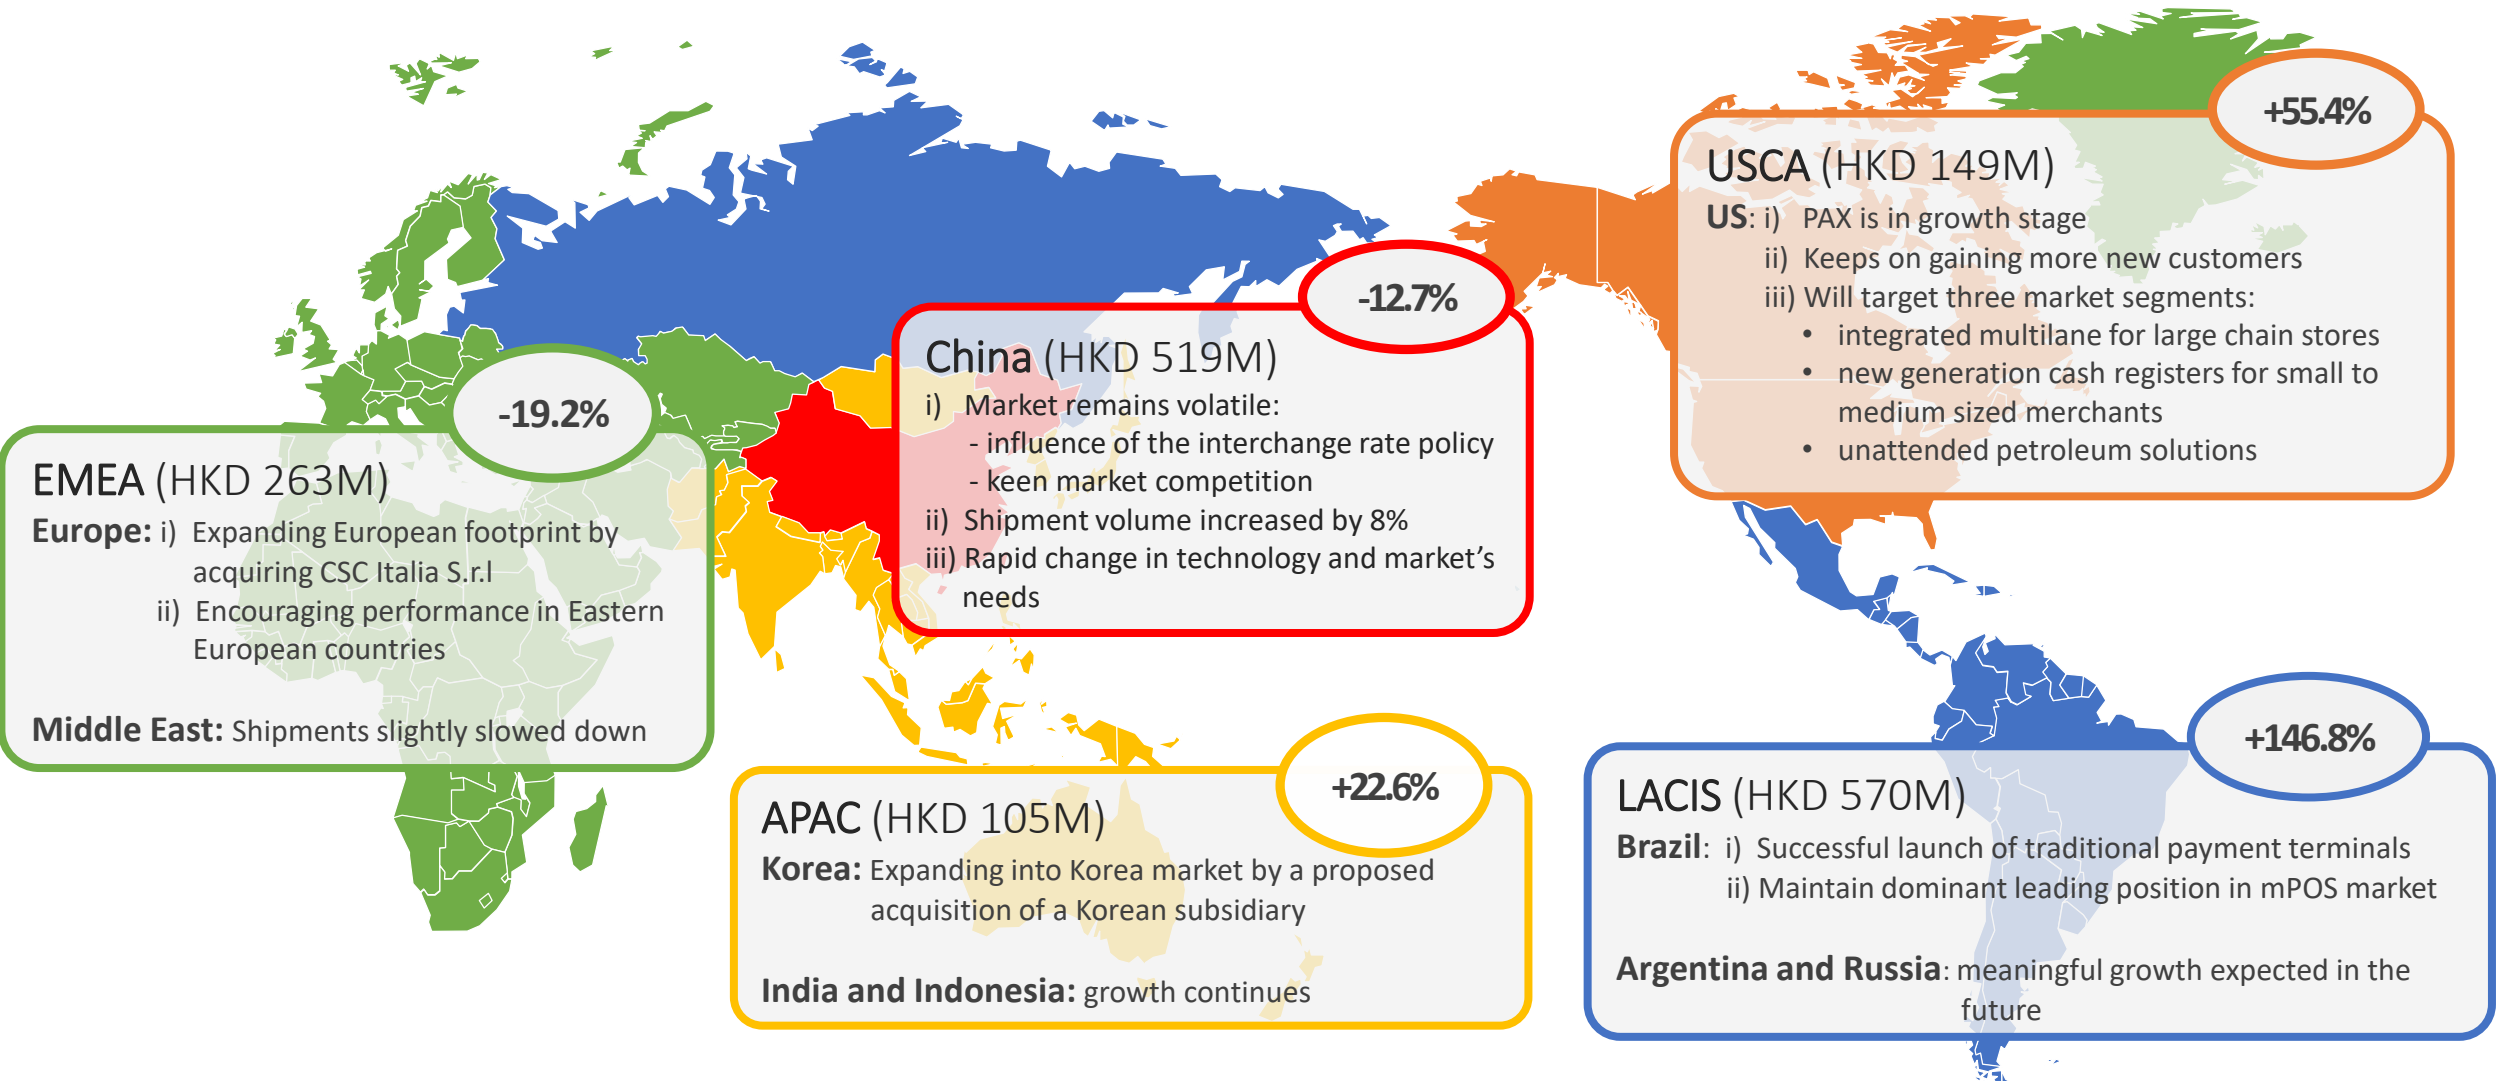 -19.2%
EMEA (HKD 263M)
Europe: i) Expanding European footprint by
acquiring CSC Italia S.r.l
ii) Encouraging performance in Eastern
European countries
Middle East: Shipments slightly slowed down
-12.7%
China (HKD 519M)
i) Market remains volatile:
- influence of the interchange rate policy
- keen market competition
ii) Shipment volume increased by 8%
iii) Rapid change in technology and market’s
needs
+22.6%
APAC (HKD 105M)
Korea: Expanding into Korea market by a proposed
acquisition of a Korean subsidiary
India and Indonesia: growth continues
+55.4%
USCA (HKD 149M)
US: i) PAX is in growth stage
ii) Keeps on gaining more new customers
iii) Will target three market segments:
• integrated multilane for large chain stores
• new generation cash registers for small to
medium sized merchants
• unattended petroleum solutions
+146.8%
LACIS (HKD 570M)
Brazil: i) Successful launch of traditional payment terminals
ii) Maintain dominant leading position in mPOS market
Argentina and Russia: meaningful growth expected in the
future